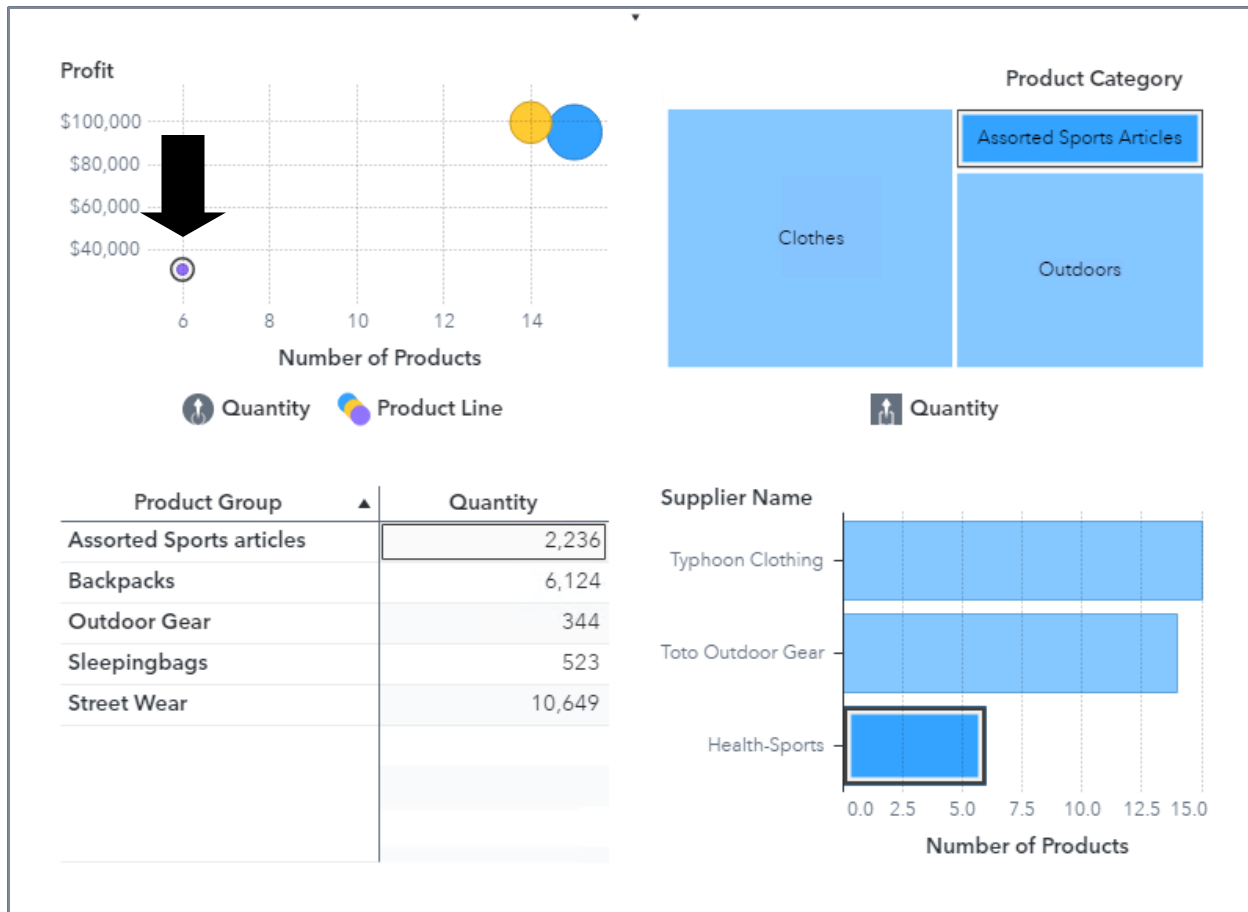 Profit
$100,000
$80,000
$60,000
$40,000
6 8 10 12 14
Number of Products
Quantity Product Line
Product Category
Assorted Sports Articles
Clothes
Outdoors
Quantity
Product Group Quantity
Assorted Sports articles 2,236
Backpacks 6,124
Outdoor Gear 344
Sleepingbags 523
Street Wear 10,649
Supplier Name
Typhoon Clothing
Toto Outdoor Gear
Health-Sports
0.0 2.5 5.0 7.5 10.0 12.5 15.0
Number of Products